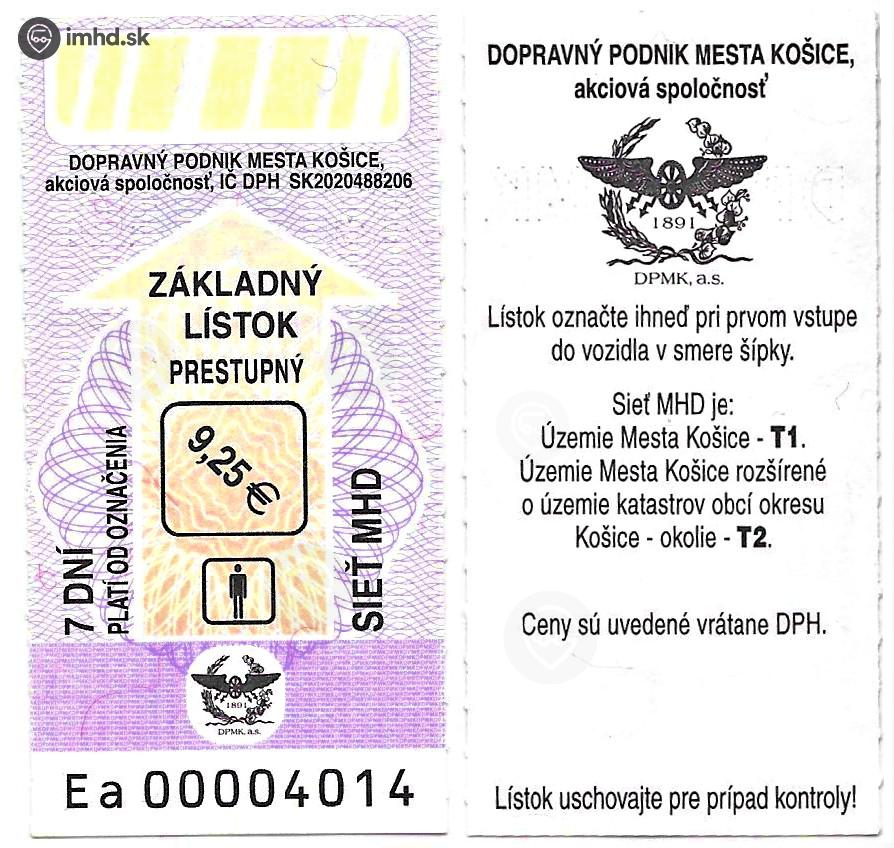 imhd.sk
DOPRAVNÝ PODNIK MESTA KOŠICE,
akciová spoločnosť, IČ DPH SK2020488206
ZÁKLADNÝ
LÍSTOK
PRESTUPNÝ
9,25 €
7 DNÍ
PLATÍ OD OZNAČENIA
SIEŤ MHD
1891
DPMK, a.s.
Ea 00004014
DOPRAVNÝ PODNIK MESTA KOŠICE,
akciová spoločnosť
1891
DPMK, a.s.
Lístok označte ihneď pri prvom vstupe
do vozidla v smere šípky.
Sieť MHD je:
Územie Mesta Košice - T1.
Územie Mesta Košice rozšírené
o územie katastrov obcí okresu
Košice - okolie - T2.
Ceny sú uvedené vrátane DPH.
Lístok uschovajte pre prípad kontroly!